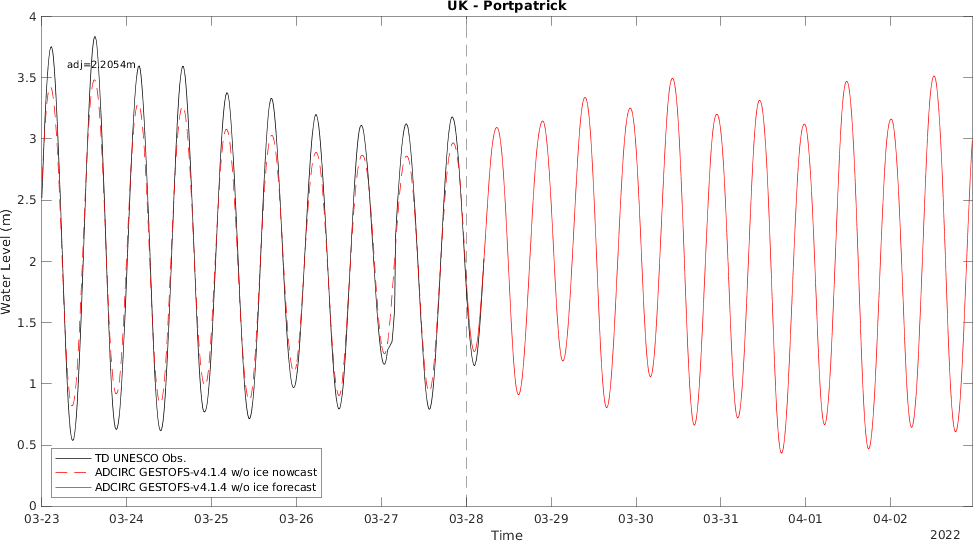 UK - Portpatrick
4
adj=2.2054m
3.5
3
2.5
2
1.5
1
0.5
0
Water Level (m)
TD UNESCO Obs.
ADCIRC GESTOFS-v4.1.4 w/o ice nowcast
ADCIRC GESTOFS-v4.1.4 w/o ice forecast
03-23 03-24 03-25 03-26 03-27 03-28 03-29 03-30 03-31 04-01 04-02
Time
2022